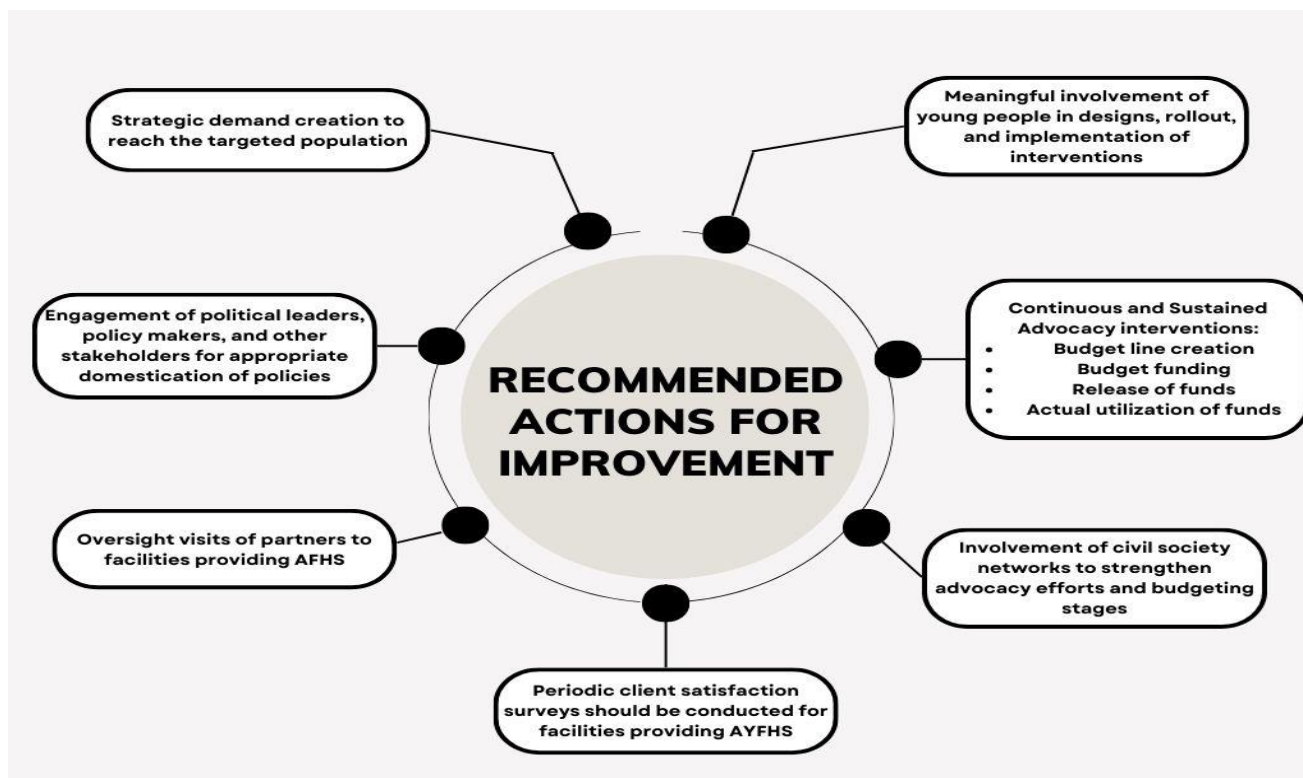 Strategic demand creation to
reach the targeted population
Meaningful involvement of
young people in designs, rollout,
and implementation of
interventions
Engagement of political leaders,
policy makers, and other
stakeholders for appropriate
domestication of policies
RECOMMENDED
ACTIONS FOR
IMPROVEMENT
Continuous and Sustained
Advocacy interventions:
• Budget line creation
• Budget funding
• Release of funds
• Actual utilization of funds
Oversight visits of partners to
facilities providing AFHS
Involvement of civil society
networks to strengthen
advocacy efforts and budgeting
stages
Periodic client satisfaction
surveys should be conducted for
facilities providing AYFHS